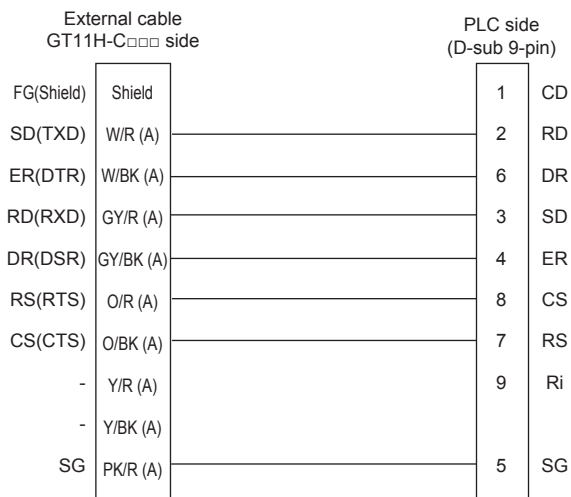 External cable
GT11H-C□□□ side
PLC side
(D-sub 9-pin)
FG(Shield) Shield 1 CD
SD(TXD) W/R (A) 2 RD
ER(DTR) W/BK (A) 6 DR
RD(RXD) GY/R (A) 3 SD
DR(DSR) GY/BK (A) 4 ER
RS(RTS) O/R (A) 8 CS
CS(CTS) O/BK (A) 7 RS
- Y/R (A) 9 Ri
- Y/BK (A)
SG PK/R (A) 5 SG